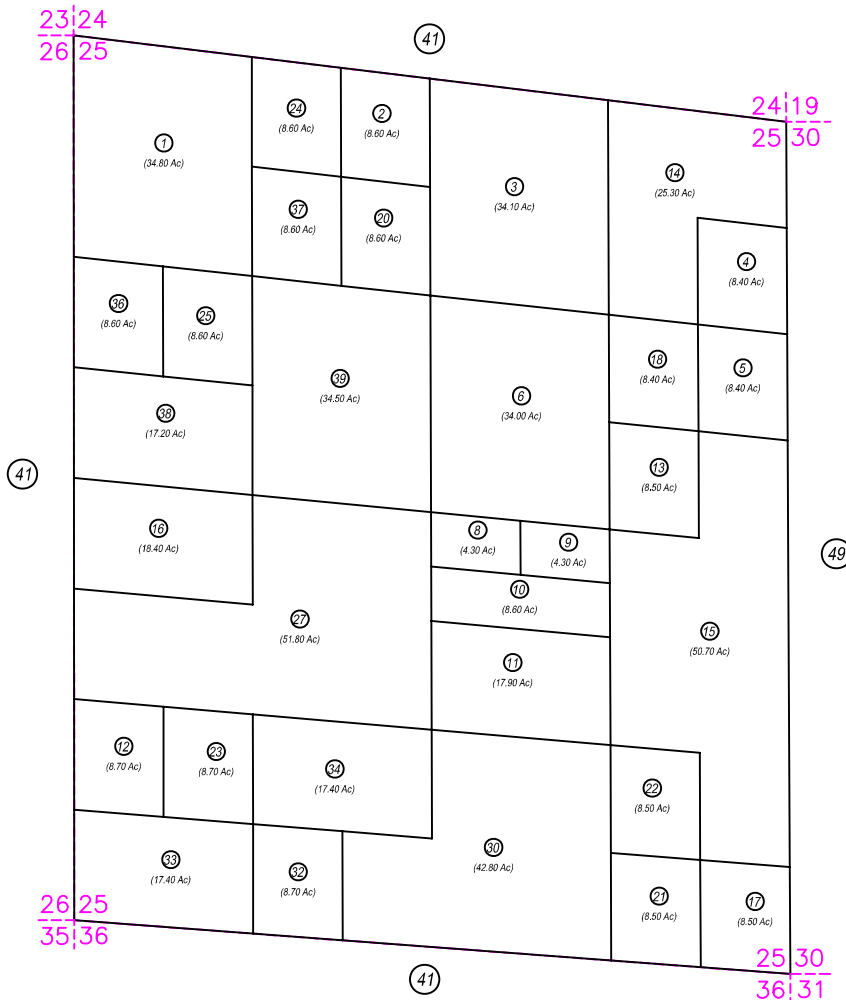 23 24
26 25
41
24 19
25 30
1
(34.80 Ac)
24
(8.60 Ac)
2
(8.60 Ac)
3
(34.10 Ac)
14
(25.30 Ac)
37
(8.60 Ac)
20
(8.60 Ac)
4
(8.40 Ac)
36
(8.60 Ac)
25
(8.60 Ac)
39
(34.50 Ac)
6
(34.00 Ac)
18
(8.40 Ac)
5
(8.40 Ac)
38
(17.20 Ac)
13
(8.50 Ac)
41
16
(18.40 Ac)
8
(4.30 Ac)
9
(4.30 Ac)
49
10
(8.60 Ac)
27
(51.80 Ac)
15
(50.70 Ac)
11
(17.90 Ac)
12
(8.70 Ac)
23
(8.70 Ac)
34
(17.40 Ac)
22
(8.50 Ac)
33
(17.40 Ac)
32
(8.70 Ac)
30
(42.80 Ac)
21
(8.50 Ac)
17
(8.50 Ac)
26 25
35 36
41
25 30
36 31